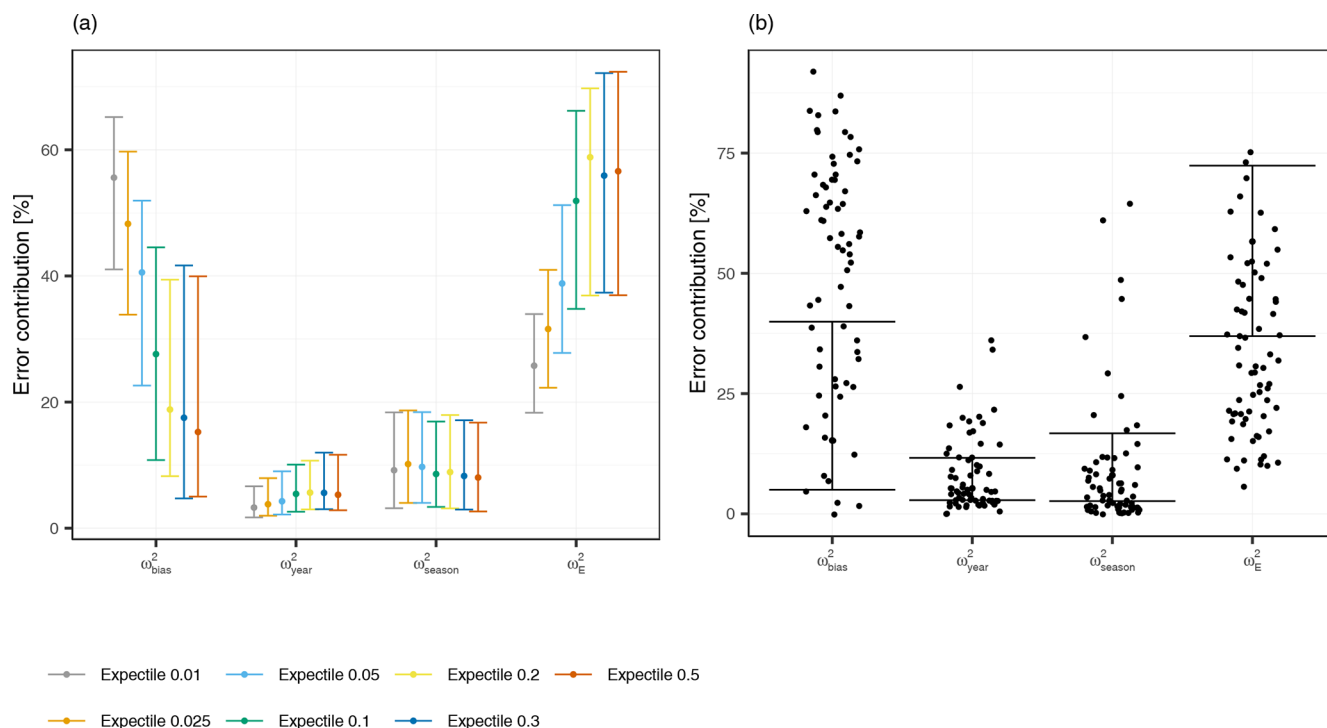 (a)
(b)
Error contribution [%]
60
40
20
0
ω²bias
ω²year
ω²season
ω²E
Error contribution [%]
75
50
25
0
ω²bias
ω²year
ω²season
ω²E
Expectile 0.01
Expectile 0.05
Expectile 0.2
Expectile 0.5
Expectile 0.025
Expectile 0.1
Expectile 0.3